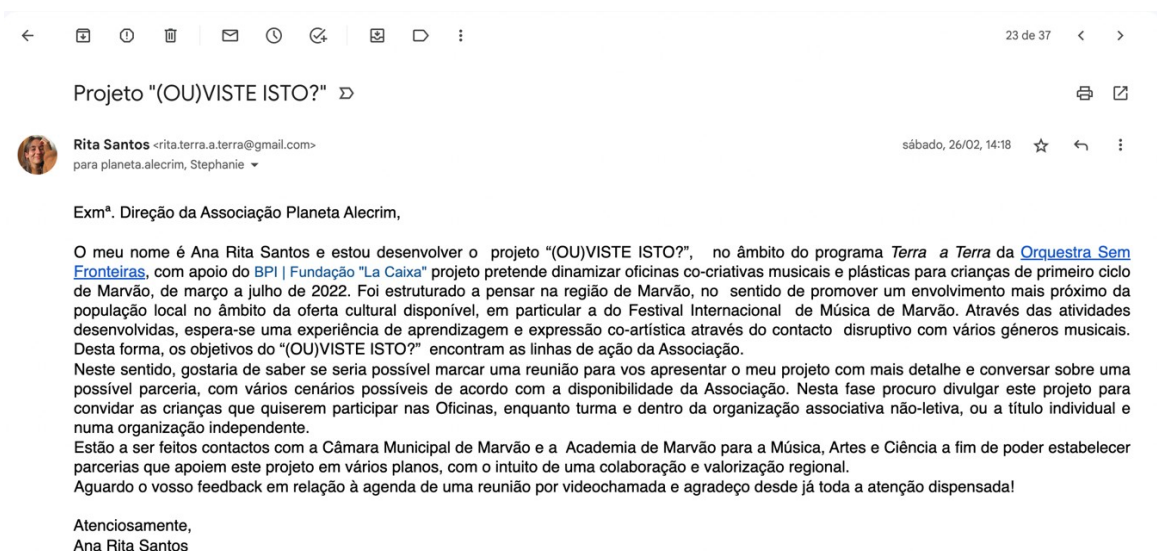 23 de 37
Projeto "(OU)VISTE ISTO?"
Rita Santos <rita.terra.a.terra@gmail.com>
sábado, 26/02, 14:18
para planeta.alecrim, Stephanie
Exmª. Direção da Associação Planeta Alecrim,
O meu nome é Ana Rita Santos e estou desenvolver o projeto “(OU)VISTE ISTO?”, no âmbito do programa Terra a Terra da Orquestra Sem
Fronteiras, com apoio do BPI | Fundação "La Caixa" projeto pretende dinamizar oficinas co-criativas musicais e plásticas para crianças de primeiro ciclo
de Marvão, de março a julho de 2022. Foi estruturado a pensar na região de Marvão, no sentido de promover um envolvimento mais próximo da
população local no âmbito da oferta cultural disponível, em particular a do Festival Internacional de Música de Marvão. Através das atividades
desenvolvidas, espera-se uma experiência de aprendizagem e expressão co-artística através do contacto disruptivo com vários géneros musicais.
Desta forma, os objetivos do “(OU)VISTE ISTO?” encontram as linhas de ação da Associação.
Neste sentido, gostaria de saber se seria possível marcar uma reunião para vos apresentar o meu projeto com mais detalhe e conversar sobre uma
possível parceria, com vários cenários possíveis de acordo com a disponibilidade da Associação. Nesta fase procuro divulgar este projeto para
convidar as crianças que quiserem participar nas Oficinas, enquanto turma e dentro da organização associativa não-letiva, ou a título individual e
numa organização independente.
Estão a ser feitos contactos com a Câmara Municipal de Marvão e a Academia de Marvão para a Música, Artes e Ciência a fim de poder estabelecer
parcerias que apoiem este projeto em vários planos, com o intuito de uma colaboração e valorização regional.
Aguardo o vosso feedback em relação à agenda de uma reunião por videochamada e agradeço desde já toda a atenção dispensada!
Atenciosamente,
Ana Rita Santos